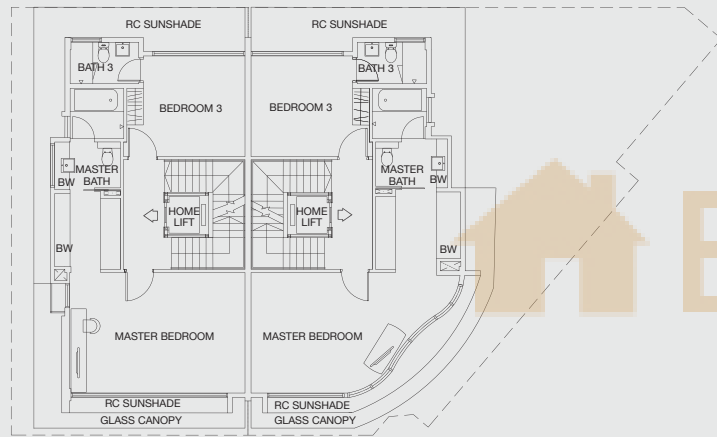 RC SUNSHADE
RC SUNSHADE
BATH 3
BATH 3
BEDROOM 3
BEDROOM 3
MASTER
BATH
MASTER
BATH
BW
BW
HOME
LIFT
HOME
LIFT
BW
BW
MASTER BEDROOM
MASTER BEDROOM
RC SUNSHADE
RC SUNSHADE
GLASS CANOPY
GLASS CANOPY